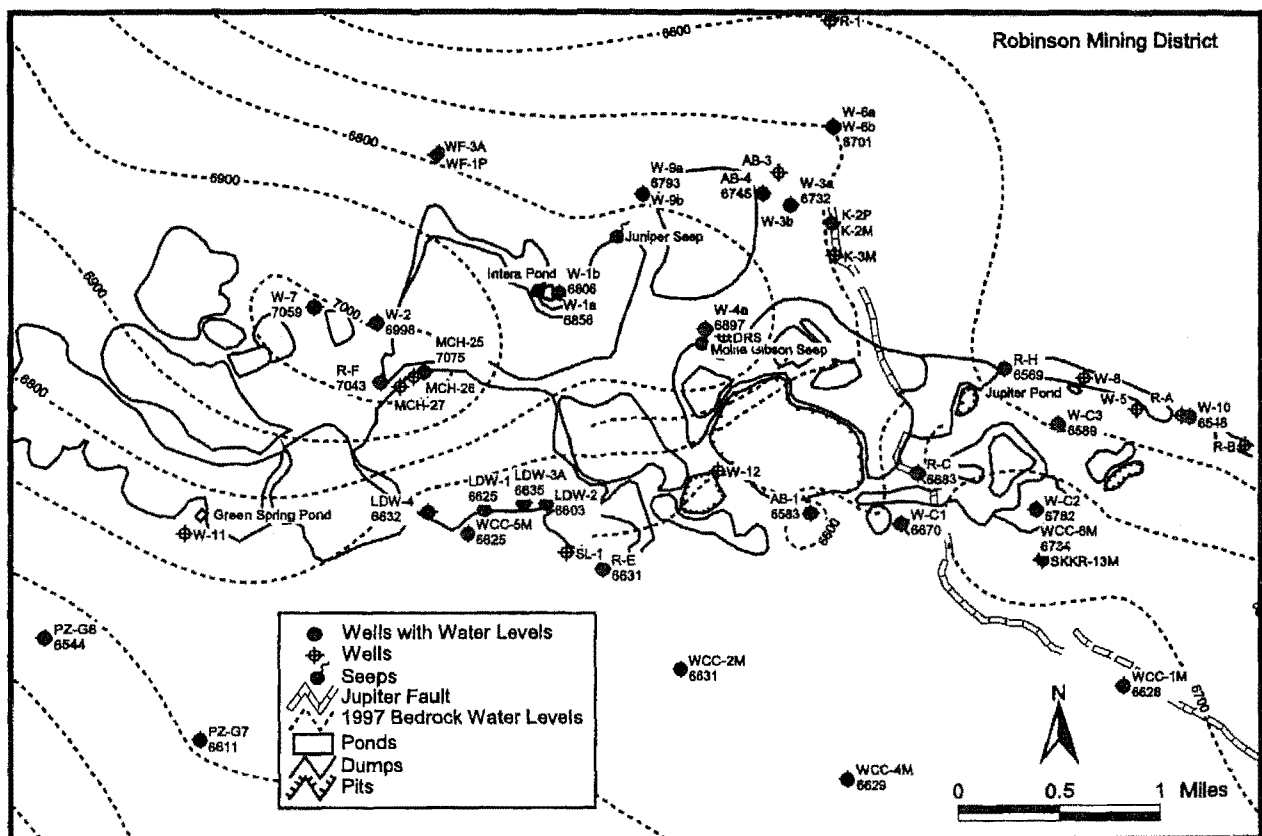 R-1
Robinson Mining District
6600
W-6a
W-6b
6701
6800
WF-3A
WF-1P
AB-3
W-9a
6793
W-9b
AB-4
6745
W-3a
6732
W-3b
6900
K-2P
K-2M
K-3M
Juniper Seep
Intera Pond
W-1b
6806
W-1a
6856
6900
W-7
7059
7000
W-2
6998
W-4a
6897
Mollie Gibson Seep
MCH-25
7075
R-F
7043
MCH-26
MCH-27
R-H
6569
Jupiter Pond
W-8
W-5
R-A
W-10
6546
R-B
W-C3
6589
6800
W-12
R-C
6683
LDW-4
6632
LDW-1
6625
LDW-3A
6635
LDW-2
6603
WCC-5M
6625
AB-1
6583
6600
W-C1
6670
W-C2
6782
WCC-6M
6734
SKKR-13M
Green Spring Pond
W-11
SL-1
R-E
6631
Wells with Water Levels
Wells
Seeps
Jupiter Fault
1997 Bedrock Water Levels
Ponds
Dumps
Pits
PZ-G8
6544
PZ-G7
6611
WCC-2M
6631
WCC-1M
6628
6700
N
WCC-4M
6629
0 0.5 1 Miles